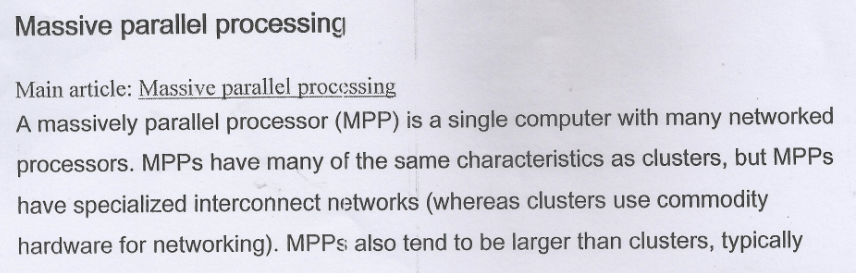 Massive parallel processing
Main article: Massive parallel processing
A massively parallel processor (MPP) is a single computer with many networked
processors. MPPs have many of the same characteristics as clusters, but MPPs
have specialized interconnect networks (whereas clusters use commodity
hardware for networking). MPPs also tend to be larger than clusters, typically